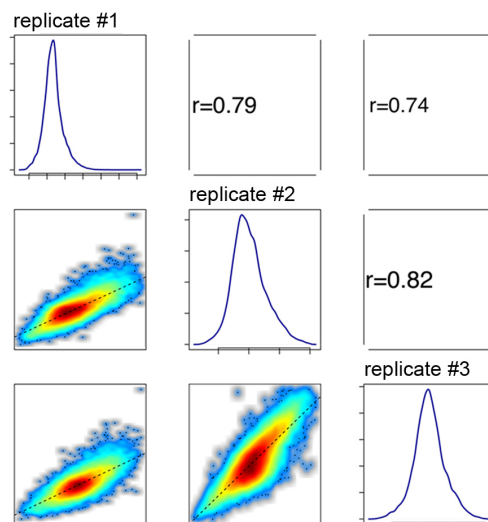 replicate #1
r=0.79
r=0.74
replicate #2
r=0.82
replicate #3